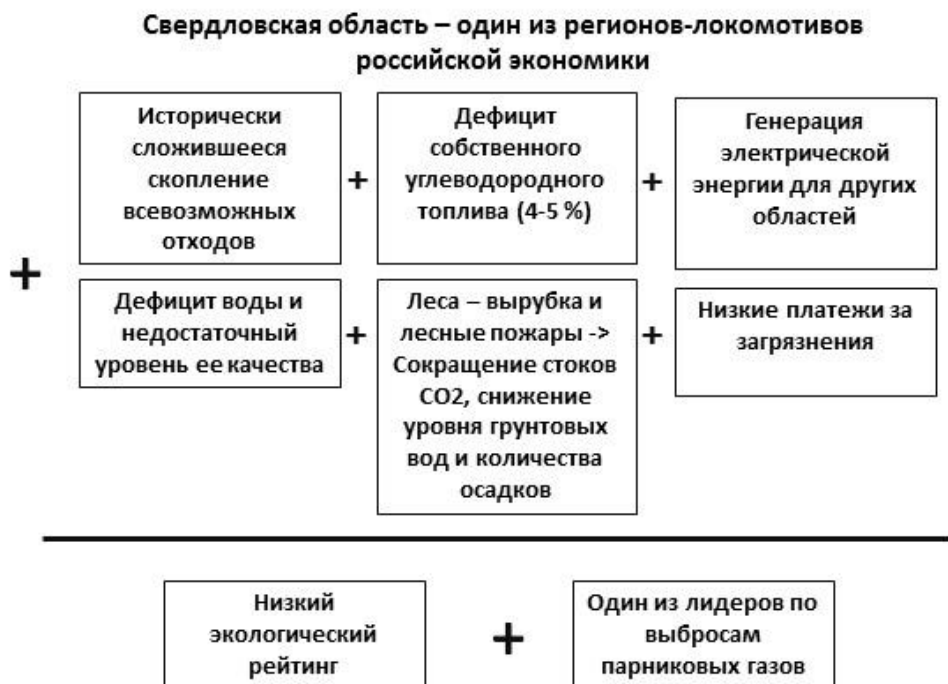 Свердловская область – один из регионов-локомотивов
российской экономики
Исторически
сложившееся
скопление
всевозможных
отходов
+
Дефицит
собственного
углеводородного
топлива (4-5 %)
+
Генерация
электрической
энергии для других
областей
+
Дефицит воды и
недостаточный
уровень ее качества
+
Леса – вырубка и
лесные пожары ->
Сокращение стоков
СО2, снижение
уровня грунтовых
вод и количества
осадков
+
Низкие платежи за
загрязнения
Низкий
экологический
рейтинг
+
Один из лидеров по
выбросам
парниковых газов